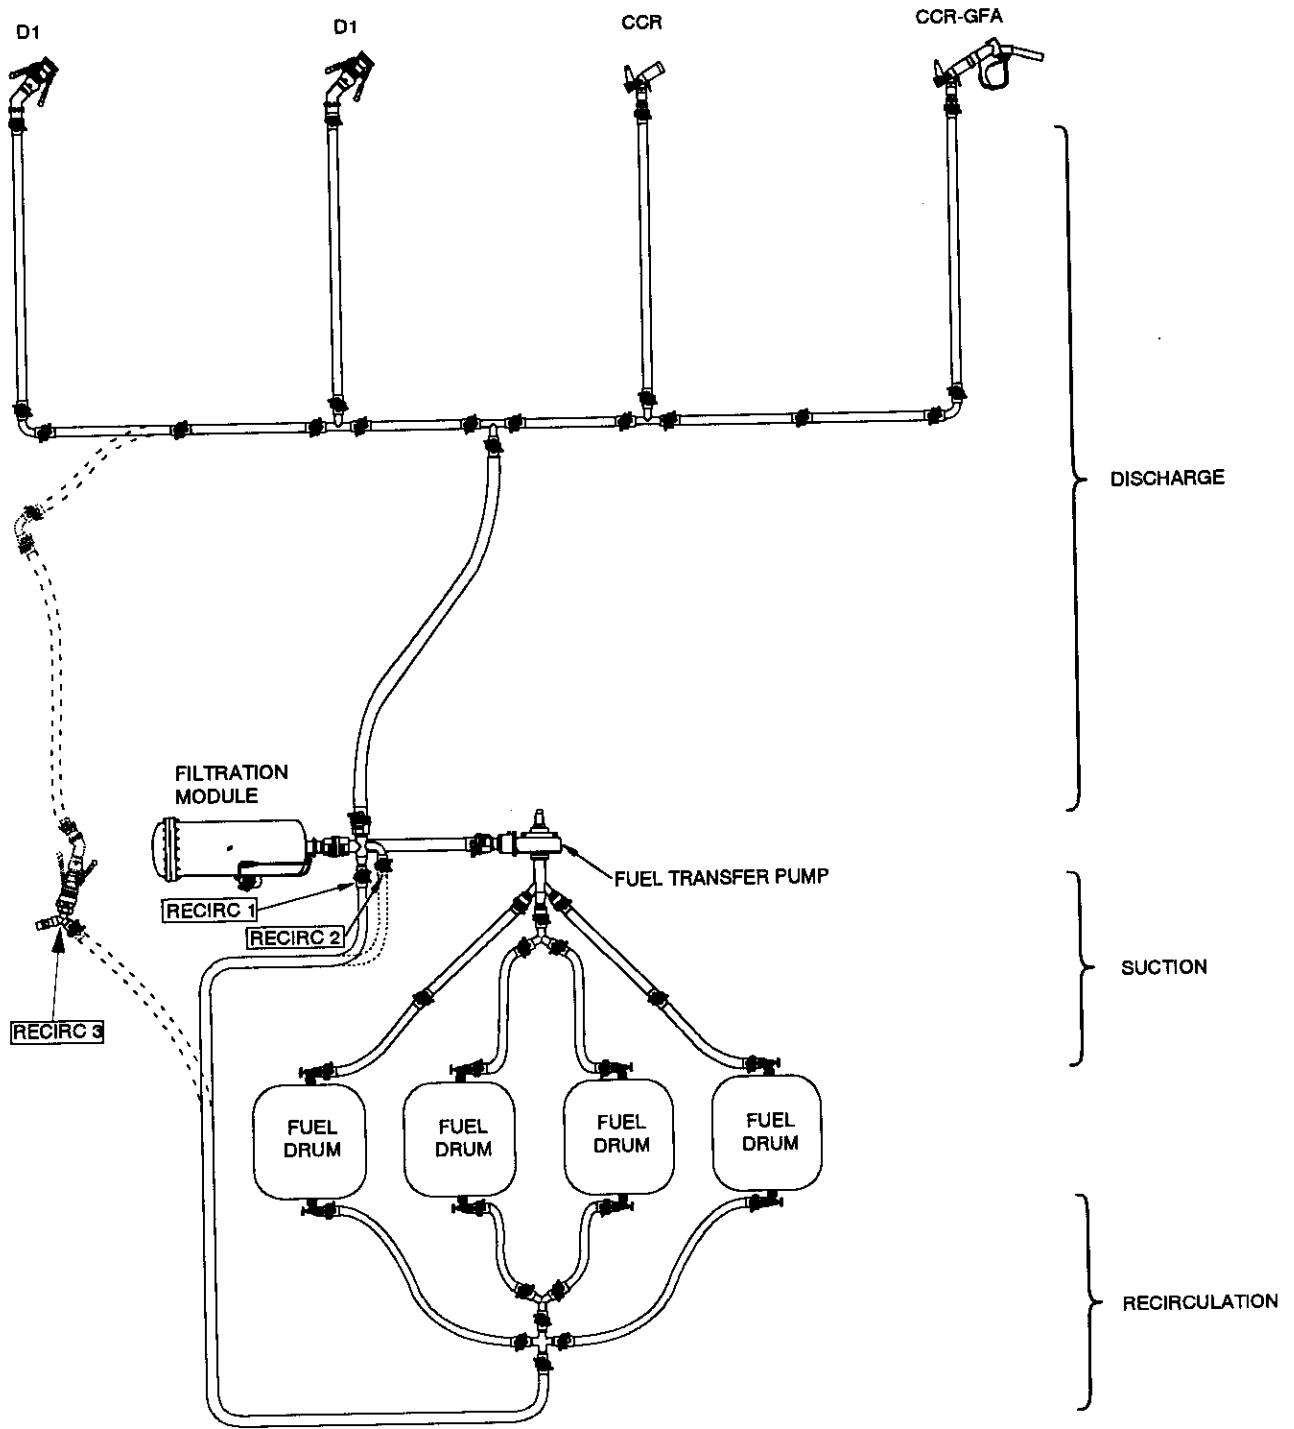 D1
D1
CCR
CCR-GFA
DISCHARGE
FILTRATION
MODULE
FUEL TRANSFER PUMP
RECIRC 1
RECIRC 2
SUCTION
RECIRC 3
FUEL
DRUM
FUEL
DRUM
FUEL
DRUM
FUEL
DRUM
RECIRCULATION